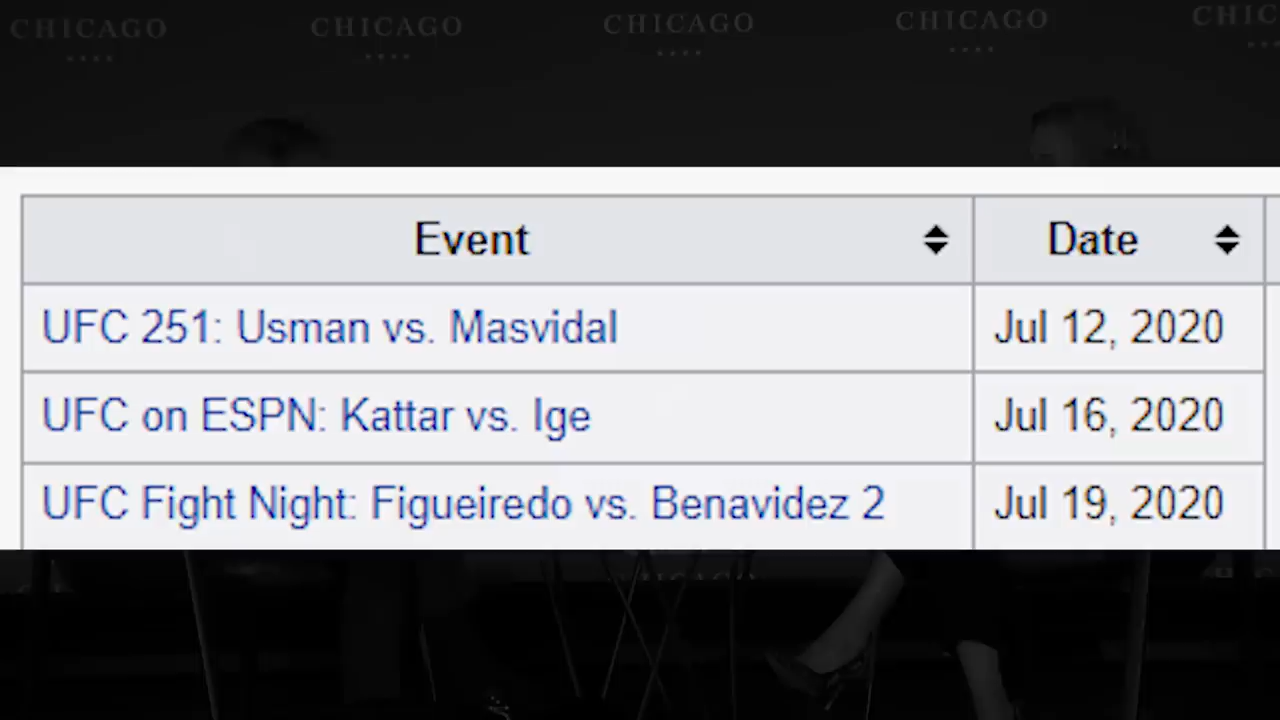 CHICAGO CHICAGO CHICAGO CHICAGO CHIC
Event Date
UFC 251: Usman vs. Masvidal Jul 12, 2020
UFC on ESPN: Kattar vs. Ige Jul 16, 2020
UFC Fight Night: Figueiredo vs. Benavidez 2 Jul 19, 2020